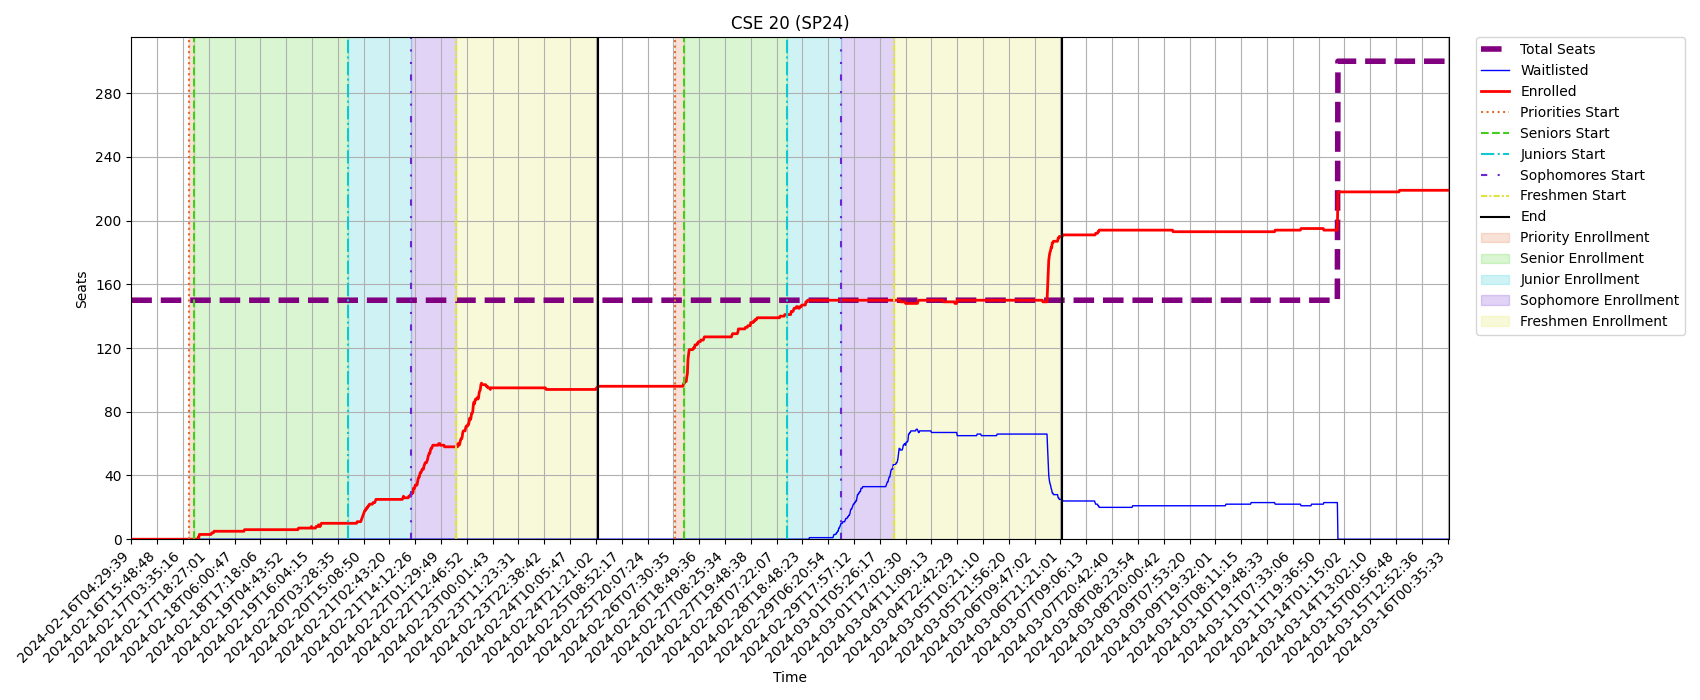 CSE 20 (SP24)
Seats
280
240
200
160
120
80
40
0
2024-02-16T04:29:39
2024-02-16T15:48:48
2024-02-17T03:35:16
2024-02-17T18:27:01
2024-02-18T06:00:47
2024-02-18T17:18:06
2024-02-19T04:43:52
2024-02-19T16:04:15
2024-02-20T03:28:35
2024-02-20T15:08:50
2024-02-21T02:43:20
2024-02-21T14:12:26
2024-02-22T01:29:49
2024-02-22T12:46:52
2024-02-23T00:01:43
2024-02-23T11:23:31
2024-02-23T22:38:42
2024-02-24T10:05:47
2024-02-24T21:21:02
2024-02-25T08:52:17
2024-02-25T20:07:24
2024-02-26T07:30:35
2024-02-26T18:49:36
2024-02-27T08:25:34
2024-02-27T19:48:38
2024-02-28T07:22:07
2024-02-28T18:48:23
2024-02-29T06:20:54
2024-02-29T17:57:12
2024-03-01T05:26:17
2024-03-01T17:02:30
2024-03-04T11:09:13
2024-03-04T22:42:29
2024-03-05T10:21:10
2024-03-05T21:56:20
2024-03-06T09:47:02
2024-03-06T21:21:01
2024-03-07T09:06:13
2024-03-07T20:42:40
2024-03-08T08:23:54
2024-03-08T20:00:42
2024-03-09T07:53:20
2024-03-09T19:32:01
2024-03-10T08:11:15
2024-03-10T19:48:33
2024-03-11T07:33:06
2024-03-11T19:36:50
2024-03-14T01:15:02
2024-03-14T13:02:10
2024-03-15T00:56:48
2024-03-15T12:52:36
2024-03-16T00:35:33
Time
Total Seats
Waitlisted
Enrolled
Priorities Start
Seniors Start
Juniors Start
Sophomores Start
Freshmen Start
End
Priority Enrollment
Senior Enrollment
Junior Enrollment
Sophomore Enrollment
Freshmen Enrollment